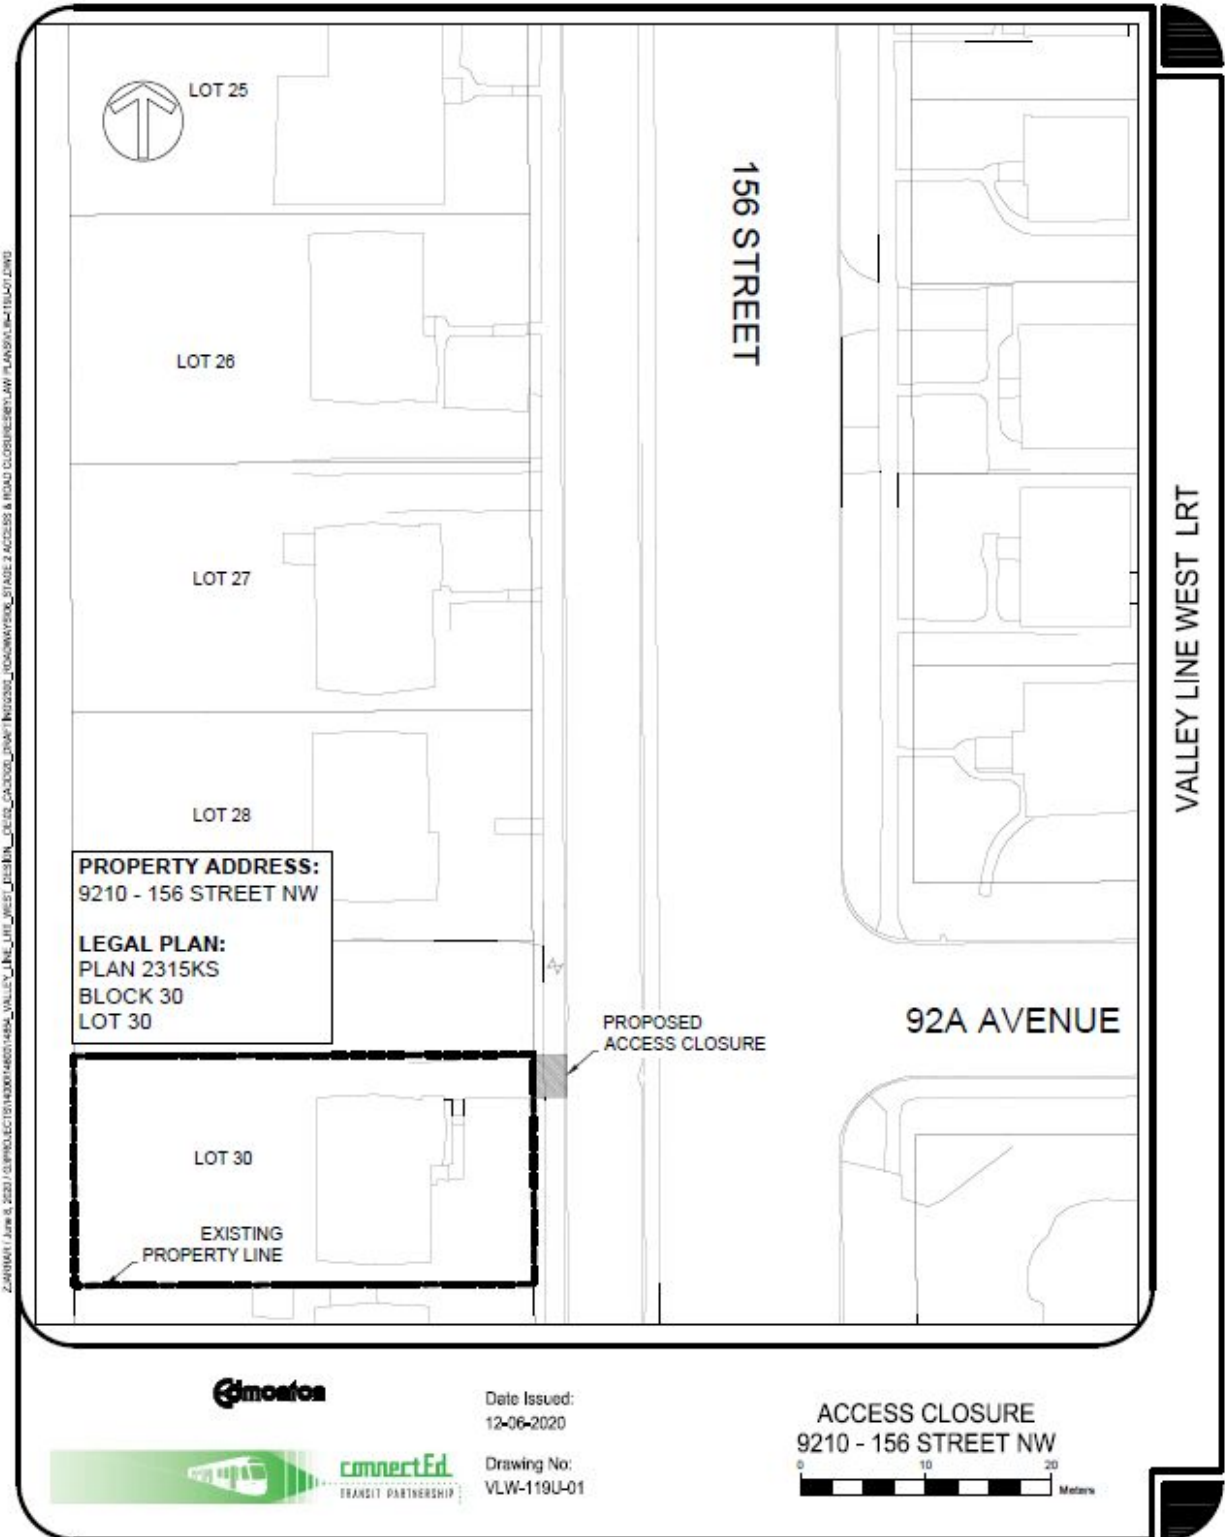 LOT 25
156 STREET
LOT 26
LOT 27
LOT 28
PROPERTY ADDRESS:
9210 - 156 STREET NW
LEGAL PLAN:
PLAN 2315KS
BLOCK 30
LOT 30
PROPOSED
ACCESS CLOSURE
92A AVENUE
LOT 30
EXISTING
PROPERTY LINE
VALLEY LINE WEST LRT
Edmonton
connectEd
TRANSIT PARTNERSHIP
Date Issued:
12-06-2020
Drawing No:
VLW-119U-01
ACCESS CLOSURE
9210 - 156 STREET NW
0 10 20
Meters